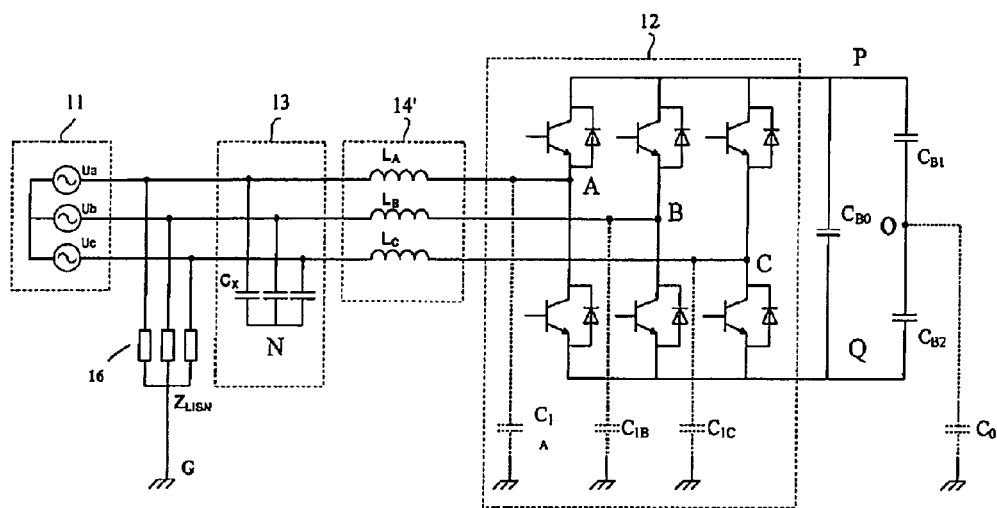 12
P
11
13
14'
Ua
LA
CB1
A
Ub
LB
B
CB0
O
Uc
LC
C
CX
N
Q
CB2
16
ZLISN
C1
A
C1B
C1C
C0
G